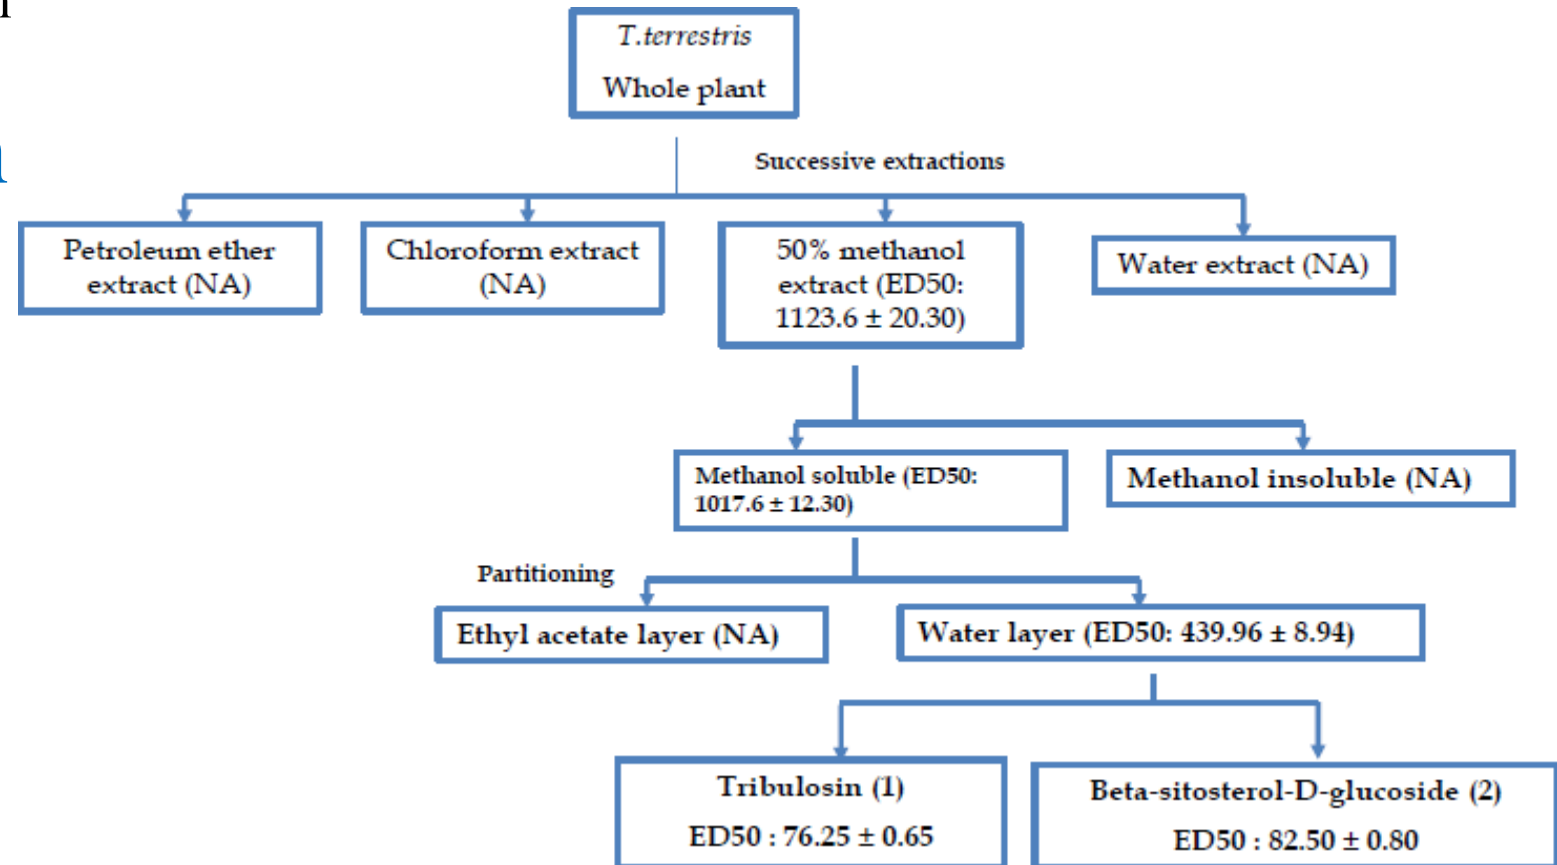 T.terrestris
Whole plant
Successive extractions
Petroleum ether
extract (NA)
Chloroform extract
(NA)
50% methanol
extract (ED50:
1123.6 ± 20.30)
Water extract (NA)
Methanol soluble (ED50:
1017.6 ± 12.30)
Methanol insoluble (NA)
Partitioning
Ethyl acetate layer (NA)
Water layer (ED50: 439.96 ± 8.94)
Tribulosin (1)
ED50 : 76.25 ± 0.65
Beta-sitosterol-D-glucoside (2)
ED50 : 82.50 ± 0.80